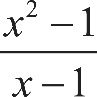 x² − 1
x − 1